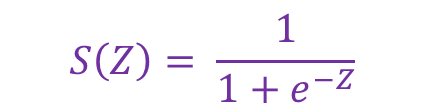 S(Z) = 1 / 1 + e^{-z}